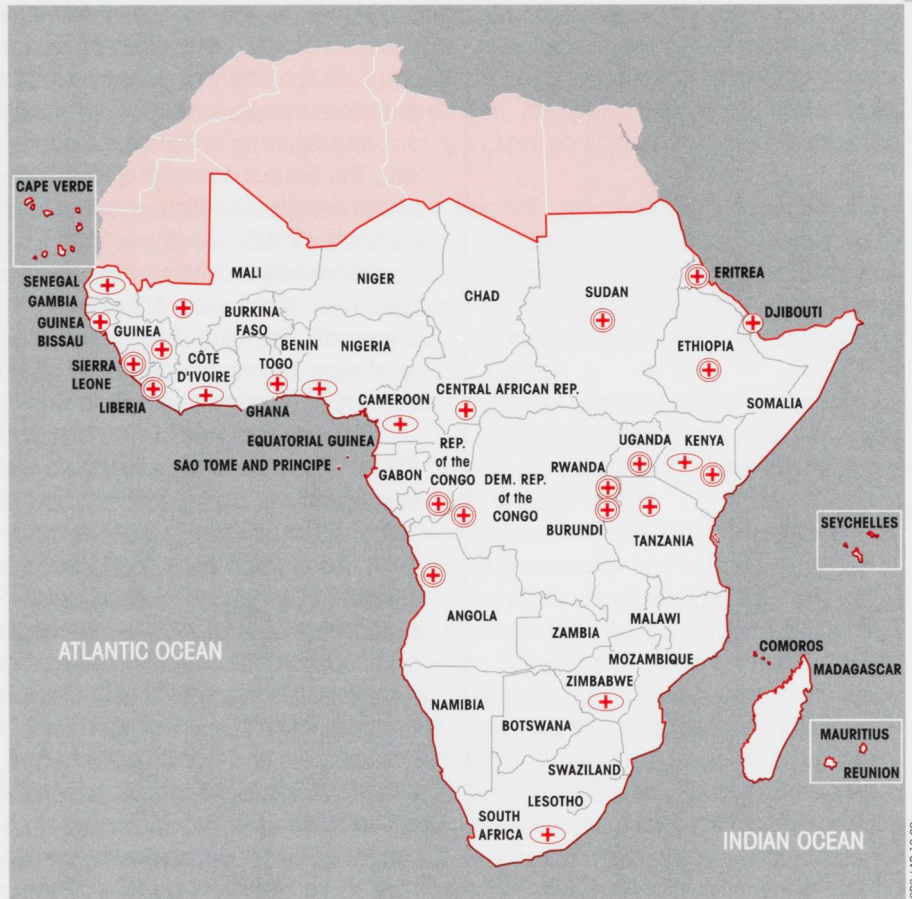 CAPE VERDE
SENEGAL
GAMBIA
GUINEA
BISSAU
GUINEA
SIERRA
LEONE
LIBERIA
MALI
BURKINA
FASO
CÔTE
D'IVOIRE
GHANA
TOGO
BENIN
NIGER
NIGERIA
CHAD
SUDAN
ERITREA
DJIBOUTI
ETHIOPIA
SOMALIA
CAMEROON
CENTRAL AFRICAN REP.
EQUATORIAL GUINEA
SAO TOME AND PRINCIPE
GABON
REP.
of the
CONGO
DEM. REP.
of the
CONGO
UGANDA
KENYA
RWANDA
BURUNDI
TANZANIA
SEYCHELLES
ANGOLA
ZAMBIA
MALAWI
MOZAMBIQUE
ZIMBABWE
COMOROS
MADAGASCAR
MAURITIUS
REUNION
NAMIBIA
BOTSWANA
SWAZILAND
LESOTHO
SOUTH
AFRICA
ATLANTIC OCEAN
INDIAN OCEAN